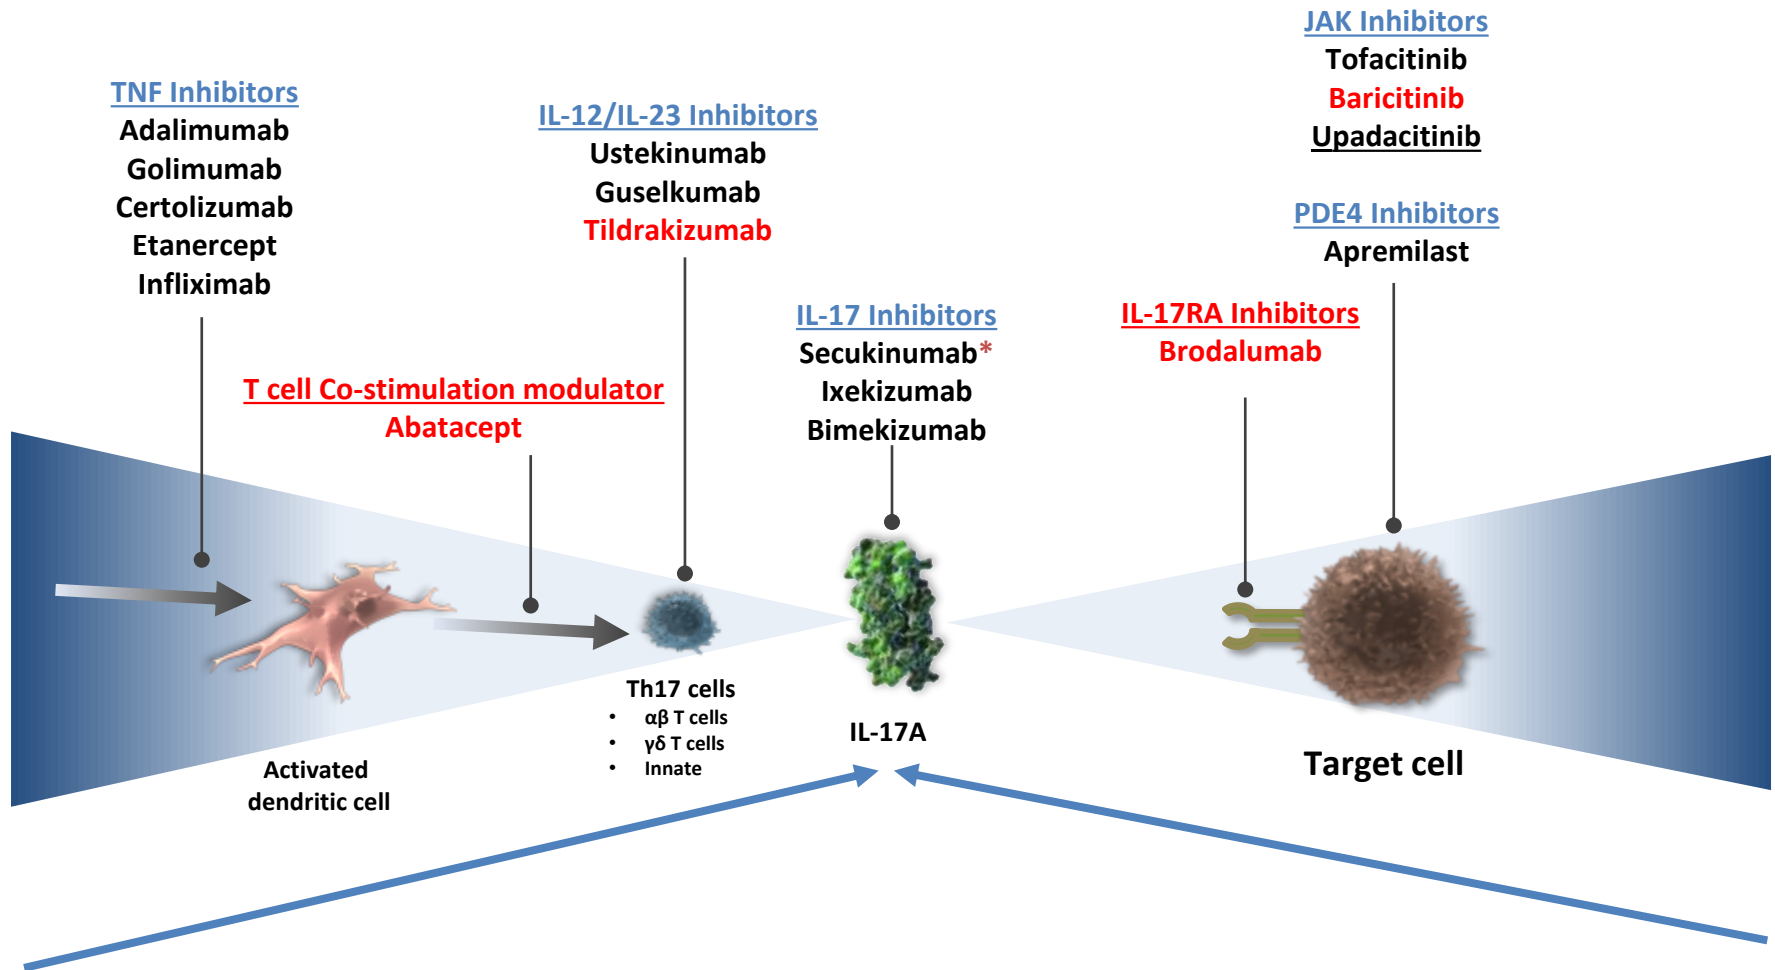 TNF Inhibitors
Adalimumab
Golimumab
Certolizumab
Etanercept
Infliximab
T cell Co-stimulation modulator
Abatacept
IL-12/IL-23 Inhibitors
Ustekinumab
Guselkumab
Tildrakizumab
IL-17 Inhibitors
Secukinumab*
Ixekizumab
Bimekizumab
IL-17RA Inhibitors
Brodalumab
JAK Inhibitors
Tofacitinib
Baricitinib
Upadacitinib
PDE4 Inhibitors
Apremilast
Activated
dendritic cell
Th17 cells
• αβ T cells
• γδ T cells
• Innate
IL-17A
Target cell